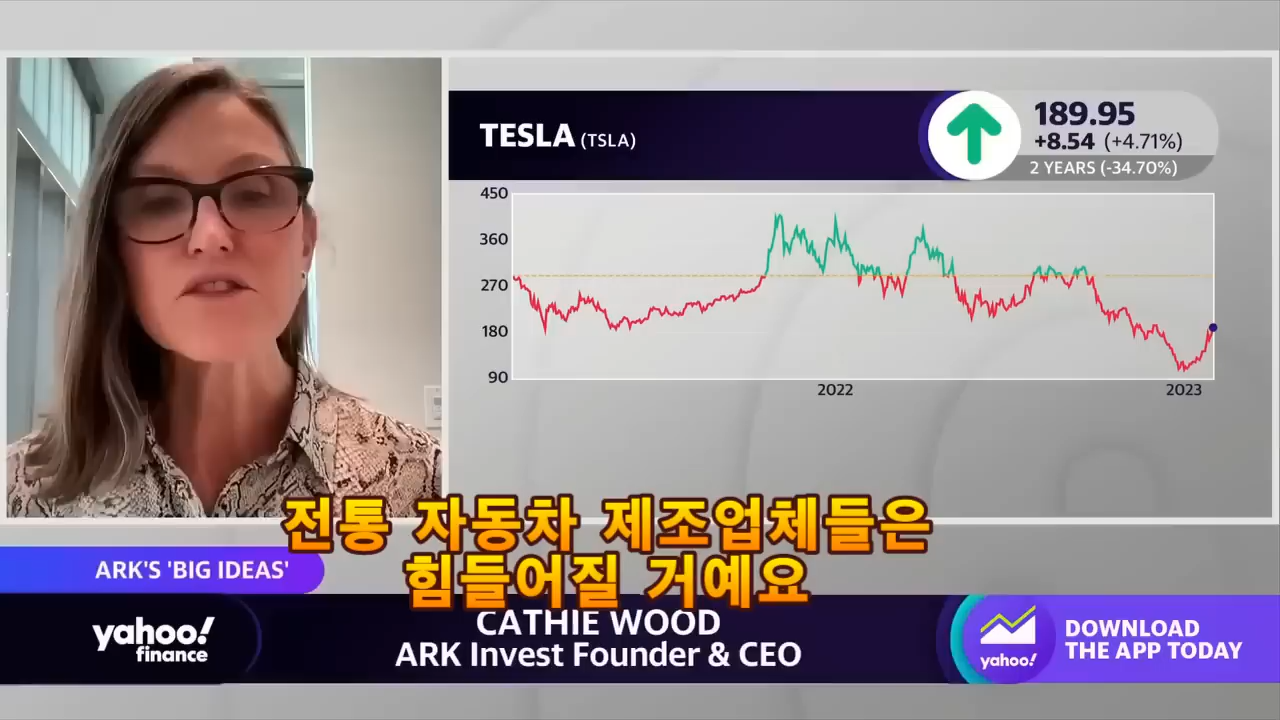 TESLA (TSLA)
189.95
+8.54 (+4.71%)
2 YEARS (-34.70%)
450
360
270
180
90
2022
2023
전통 자동차 제조업체들은
힘들어질 거예요
ARK'S 'BIG IDEAS'
yahoo!
finance
CATHIE WOOD
ARK Invest Founder & CEO
yahoo!
DOWNLOAD
THE APP TODAY